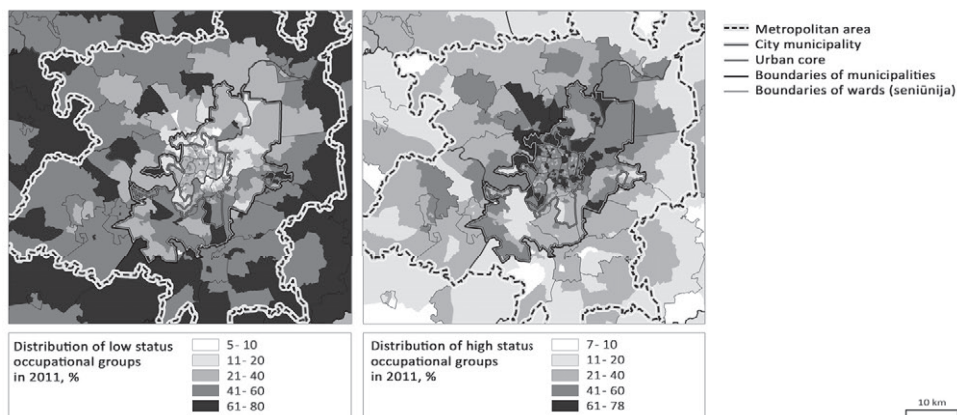 Metropolitan area
City municipality
Urban core
Boundaries of municipalities
Boundaries of wards (seniūnija)
Distribution of low status
occupational groups
in 2011, %
5- 10
11- 20
21- 40
41- 60
61- 80
Distribution of high status
occupational groups
in 2011, %
7- 10
11- 20
21- 40
41- 60
61- 78
10 km